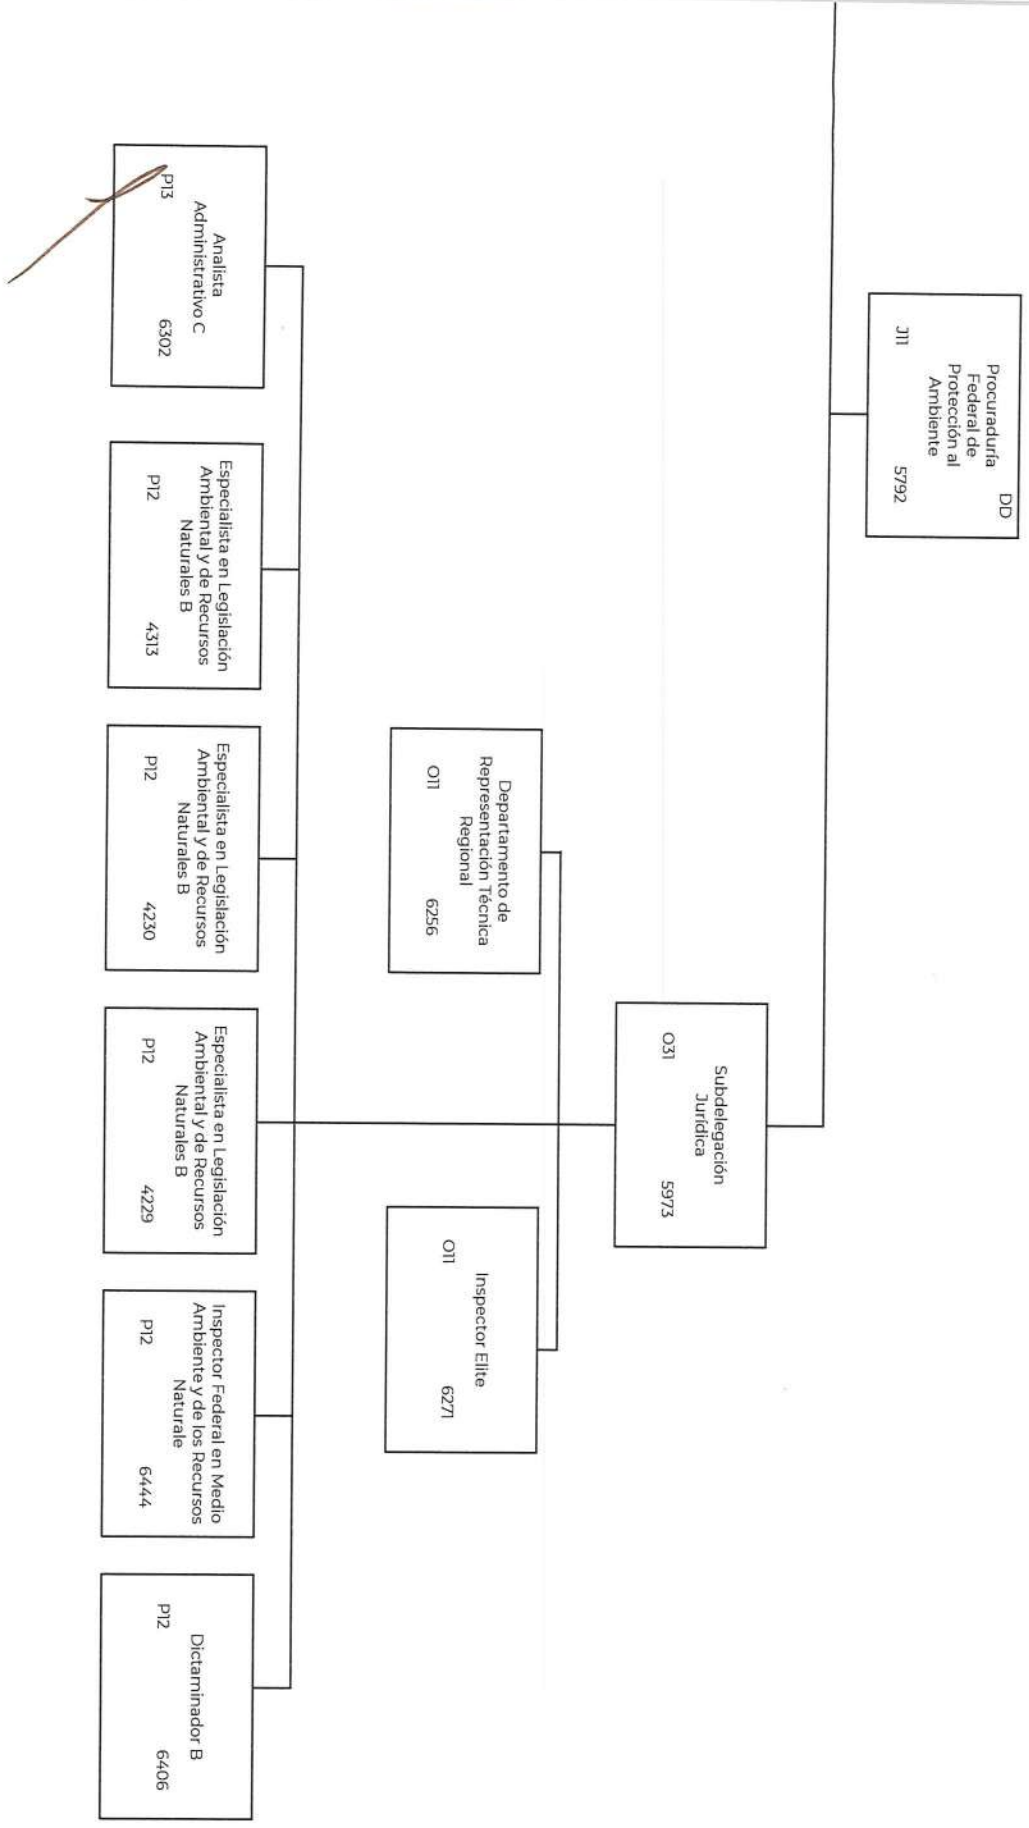 DD
Procuraduría
Federal de
Protección al
Ambiente
J11 5792
Subdelegación
Jurídica
O31 5973
Departamento de
Representación Técnica
Regional
O11 6256
Inspector Elite
O11 6271
Analista
Administrativo C
P13 6302
Especialista en Legislación
Ambiental y de Recursos
Naturales B
P12 4313
Especialista en Legislación
Ambiental y de Recursos
Naturales B
P12 4230
Especialista en Legislación
Ambiental y de Recursos
Naturales B
P12 4229
Inspector Federal en Medio
Ambiente y de los Recursos
Naturale
P12 6444
Dictaminador B
P12 6406